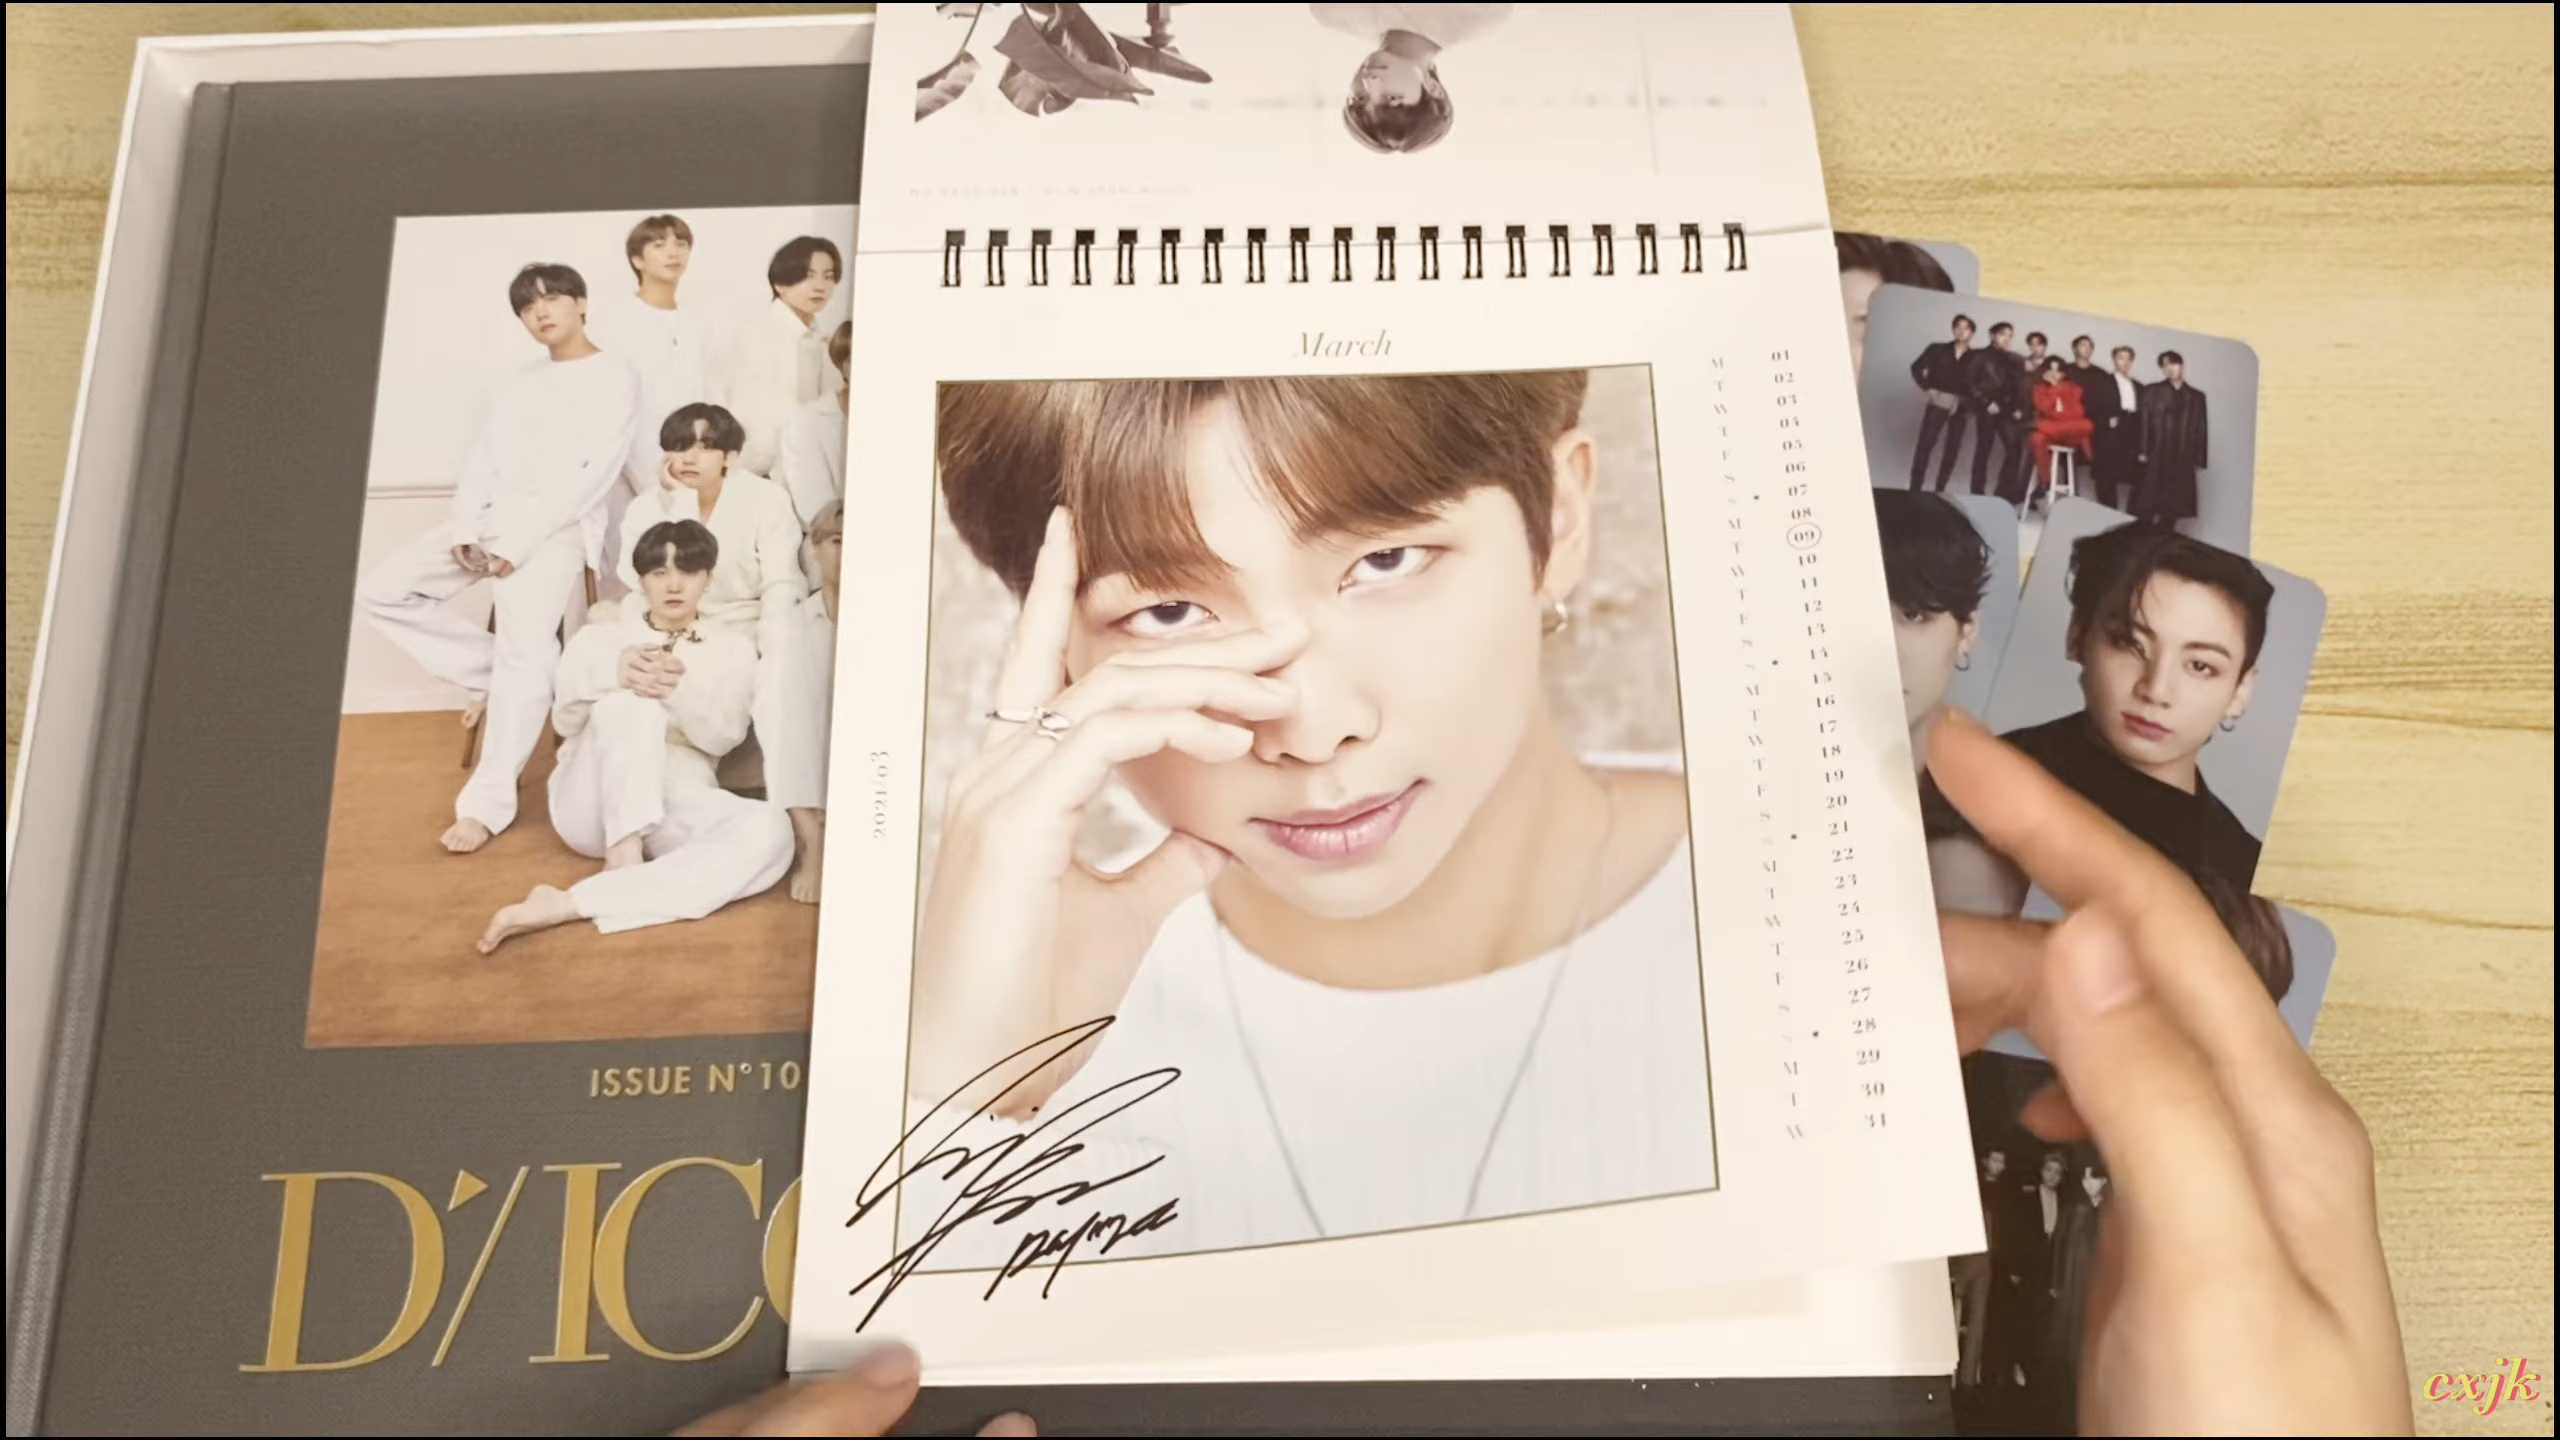 March
M 01
T 02
W 03
T 04
F 05
S 06
S 07
M 08
T 09
W 10
T 11
F 12
S 13
S 14
M 15
T 16
W 17
T 18
F 19
S 20
S 21
M 22
T 23
W 24
T 25
F 26
S 27
S 28
M 29
T 30
W 31
2021/03
ISSUE N°10
D'/ICO
cxjk